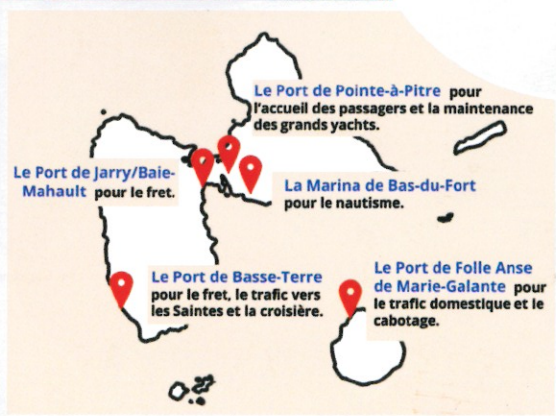 Le Port de Pointe-à-Pitre pour
l'accueil des passagers et la maintenance
des grands yachts.
Le Port de Jarry/Baie-
Mahault pour le fret.
La Marina de Bas-du-Fort
pour le nautisme.
Le Port de Basse-Terre
pour le fret, le trafic vers
les Saintes et la croisière.
Le Port de Folle Anse
de Marie-Galante pour
le trafic domestique et le
cabotage.